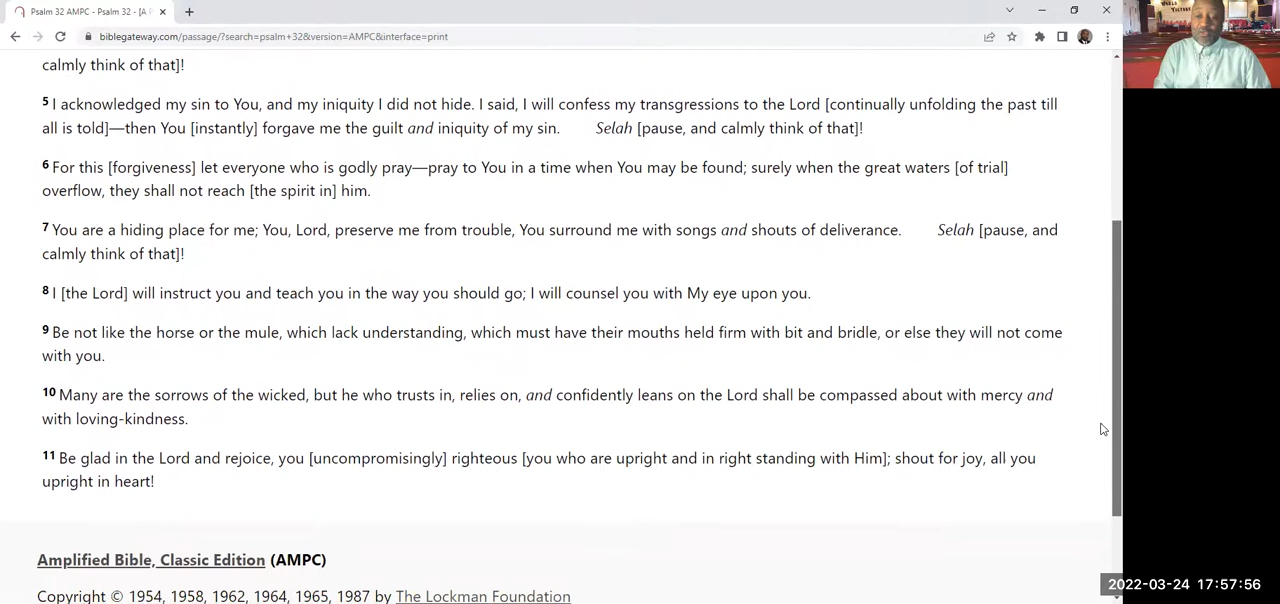 Psalm 32 AMPC - Psalm 32 - [A P
biblegateway.com/passage/?search=psalm+32&version=AMPC&interface=print
calmly think of that]!
5 I acknowledged my sin to You, and my iniquity I did not hide. I said, I will confess my transgressions to the Lord [continually unfolding the past till
all is told]—then You [instantly] forgave me the guilt and iniquity of my sin. Selah [pause, and calmly think of that]!
6 For this [forgiveness] let everyone who is godly pray—pray to You in a time when You may be found; surely when the great waters [of trial]
overflow, they shall not reach [the spirit in] him.
7 You are a hiding place for me; You, Lord, preserve me from trouble, You surround me with songs and shouts of deliverance. Selah [pause, and
calmly think of that]!
8 I [the Lord] will instruct you and teach you in the way you should go; I will counsel you with My eye upon you.
9 Be not like the horse or the mule, which lack understanding, which must have their mouths held firm with bit and bridle, or else they will not come
with you.
10 Many are the sorrows of the wicked, but he who trusts in, relies on, and confidently leans on the Lord shall be compassed about with mercy and
with loving-kindness.
11 Be glad in the Lord and rejoice, you [uncompromisingly] righteous [you who are upright and in right standing with Him]; shout for joy, all you
upright in heart!
Amplified Bible, Classic Edition (AMPC)
Copyright © 1954, 1958, 1962, 1964, 1965, 1987 by The Lockman Foundation
2022-03-24 17:57:56